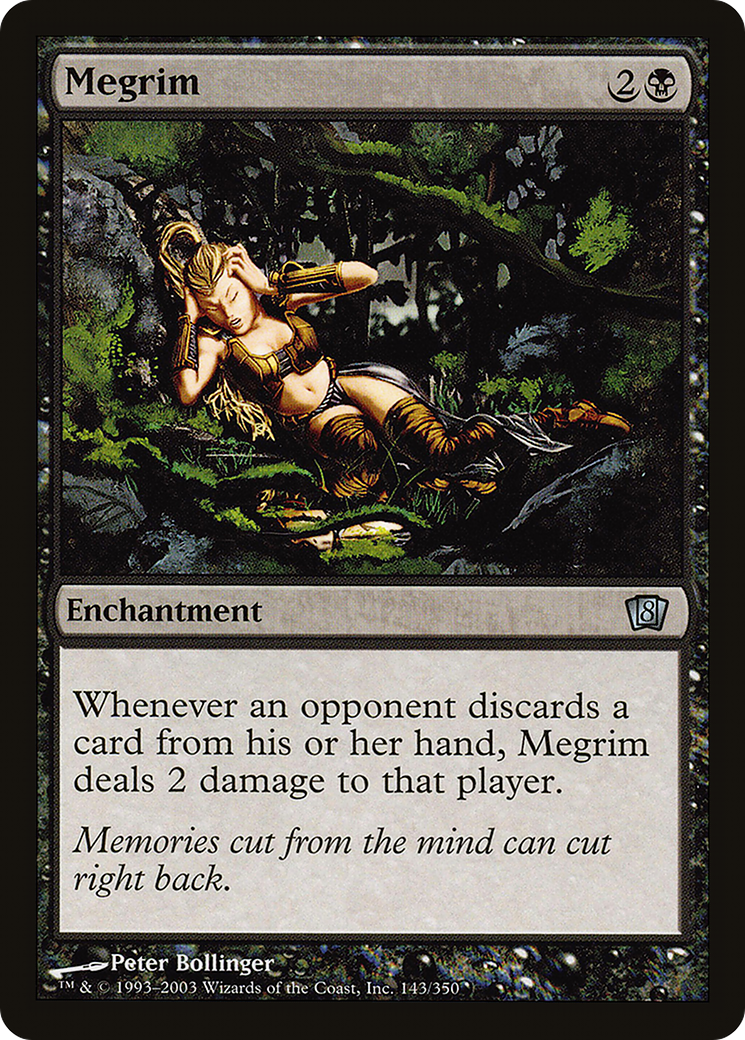 Megrim 2
Enchantment 8
Whenever an opponent discards a
card from his or her hand, Megrim
deals 2 damage to that player.
Memories cut from the mind can cut
right back.
Peter Bollinger
™ & © 1993–2003 Wizards of the Coast, Inc. 143/350